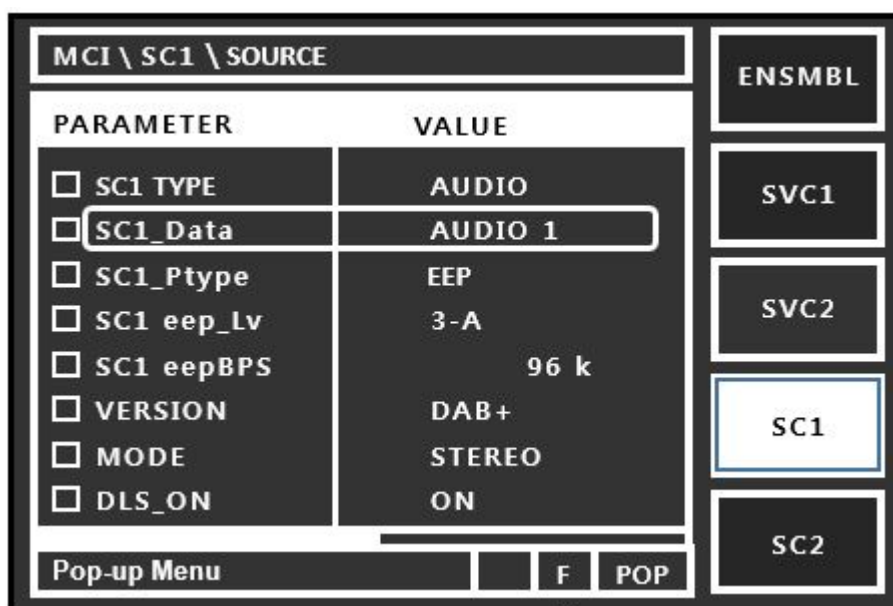 MCI \ SC1 \ SOURCE
PARAMETER VALUE
SC1 TYPE AUDIO
SC1_Data AUDIO 1
SC1_Ptype EEP
SC1 eep_Lv 3-A
SC1 eepBPS 96 k
VERSION DAB+
MODE STEREO
DLS_ON ON
Pop-up Menu F POP
ENSMBL
SVC1
SVC2
SC1
SC2